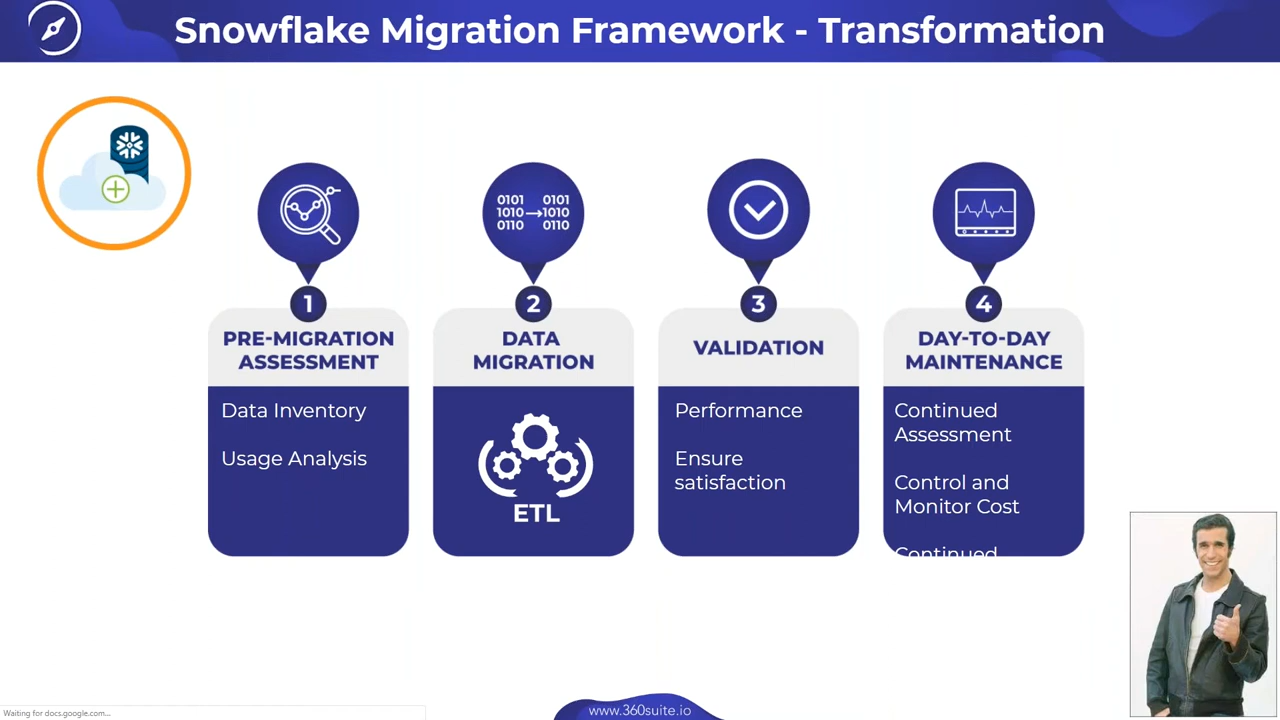 Snowflake Migration Framework - Transformation
0101 0101
1010→1010
0110 0110
1
PRE-MIGRATION
ASSESSMENT
Data Inventory
Usage Analysis
2
DATA
MIGRATION
ETL
3
VALIDATION
Performance
Ensure
satisfaction
4
DAY-TO-DAY
MAINTENANCE
Continued
Assessment
Control and
Monitor Cost
Continued
www.360suite.io
Waiting for docs.google.com...